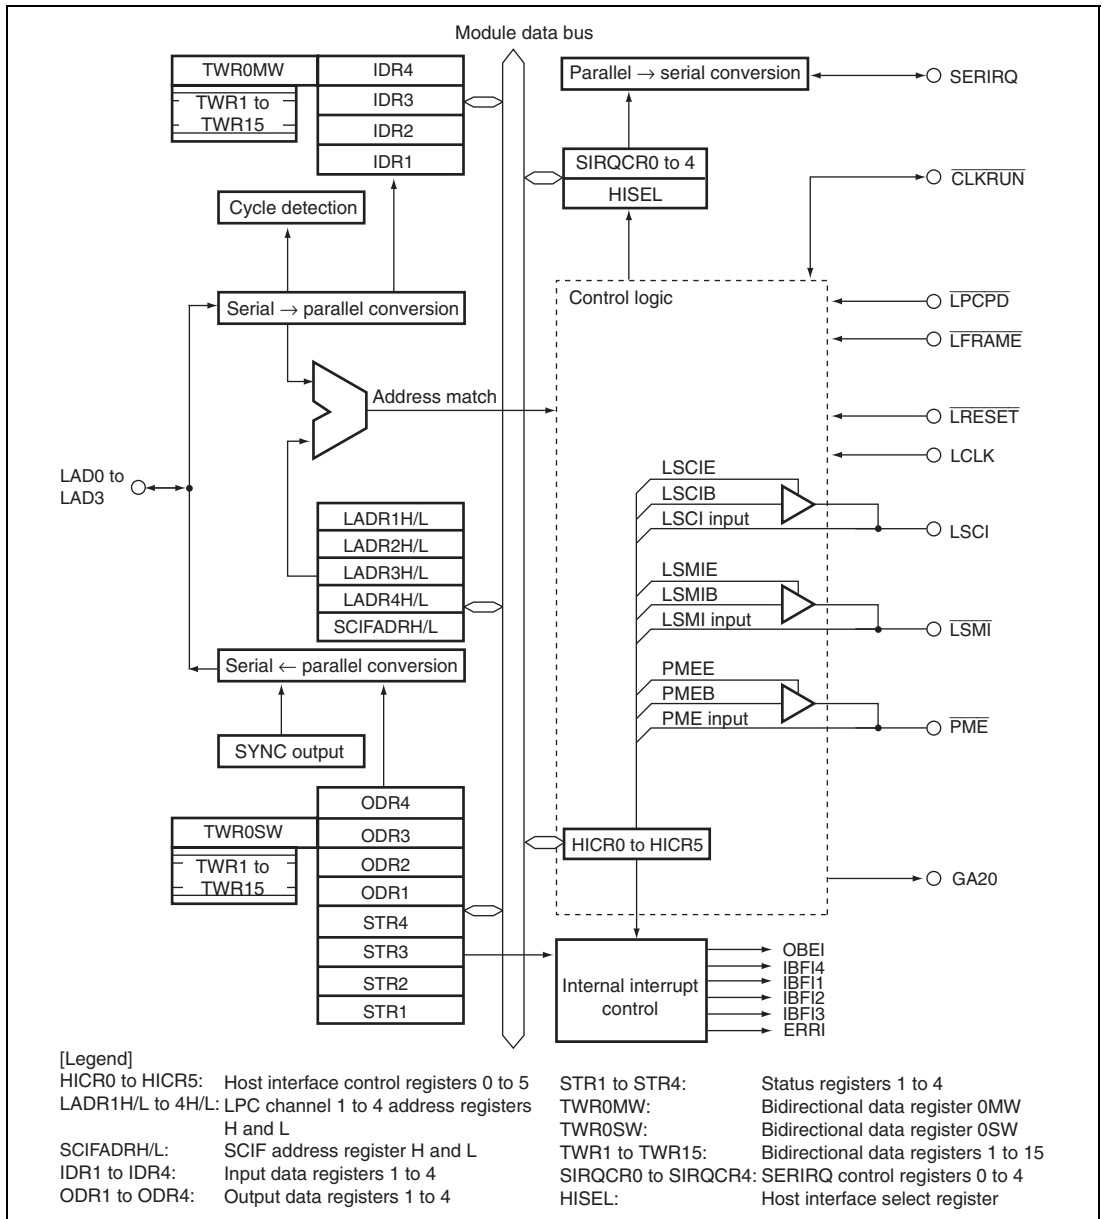 Module data bus
TWR0MW
IDR4
TWR1 to
TWR15
IDR3
IDR2
IDR1
Parallel → serial conversion
SERIRQ
SIRQCR0 to 4
HISEL
CLKRUN
Cycle detection
Serial → parallel conversion
Control logic
LPCPD
LFRAME
Address match
LRESET
LCLK
LAD0 to
LAD3
LSCIE
LSCIB
LSCI input
LSCI
LADR1H/L
LADR2H/L
LADR3H/L
LADR4H/L
SCIFADRH/L
LSMIE
LSMIB
LSMI input
LSMI
Serial ← parallel conversion
PMEE
PMEB
PME input
PME
SYNC output
ODR4
TWR0SW
ODR3
TWR1 to
TWR15
ODR2
ODR1
STR4
STR3
STR2
STR1
HICR0 to HICR5
GA20
Internal interrupt
control
OBEI
IBFI4
IBFI1
IBFI2
IBFI3
ERRI
[Legend]
HICR0 to HICR5: Host interface control registers 0 to 5
LADR1H/L to 4H/L: LPC channel 1 to 4 address registers
H and L
SCIFADRH/L: SCIF address register H and L
IDR1 to IDR4: Input data registers 1 to 4
ODR1 to ODR4: Output data registers 1 to 4
STR1 to STR4: Status registers 1 to 4
TWR0MW: Bidirectional data register 0MW
TWR0SW: Bidirectional data register 0SW
TWR1 to TWR15: Bidirectional data registers 1 to 15
SIRQCR0 to SIRQCR4: SERIRQ control registers 0 to 4
HISEL: Host interface select register